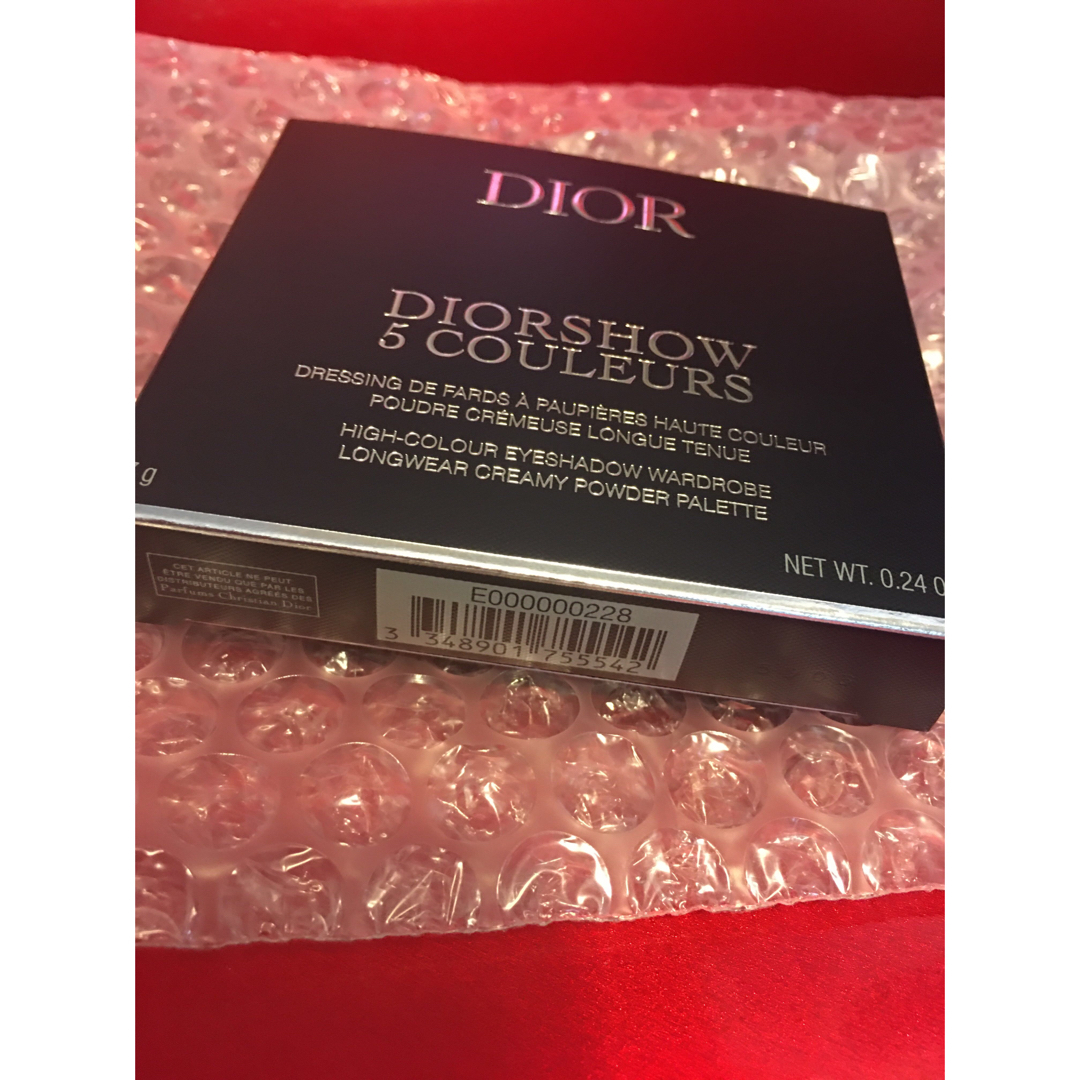 DIOR
DIORSHOW
5 COULEURS
DRESSING DE FARDS À PAUPIÈRES HAUTE COULEUR
POUDRE CRÉMEUSE LONGUE TENUE
HIGH-COLOUR EYESHADOW WARDROBE
LONGWEAR CREAMY POWDER PALETTE
g
NET WT. 0.24 O
CET ARTICLE NE PEUT
ÊTRE VENDU QUE PAR LES
DISTRIBUTEURS AGRÉÉS DES
Parfums Christian Dior
E000000228
3 348901 755542